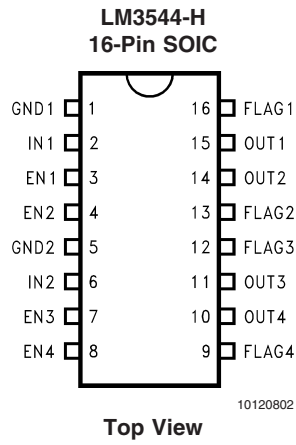 LM3544-H
16-Pin SOIC
GND1 1 16 FLAG1
IN1 2 15 OUT1
EN1 3 14 OUT2
EN2 4 13 FLAG2
GND2 5 12 FLAG3
IN2 6 11 OUT3
EN3 7 10 OUT4
EN4 8 9 FLAG4
10120802
Top View